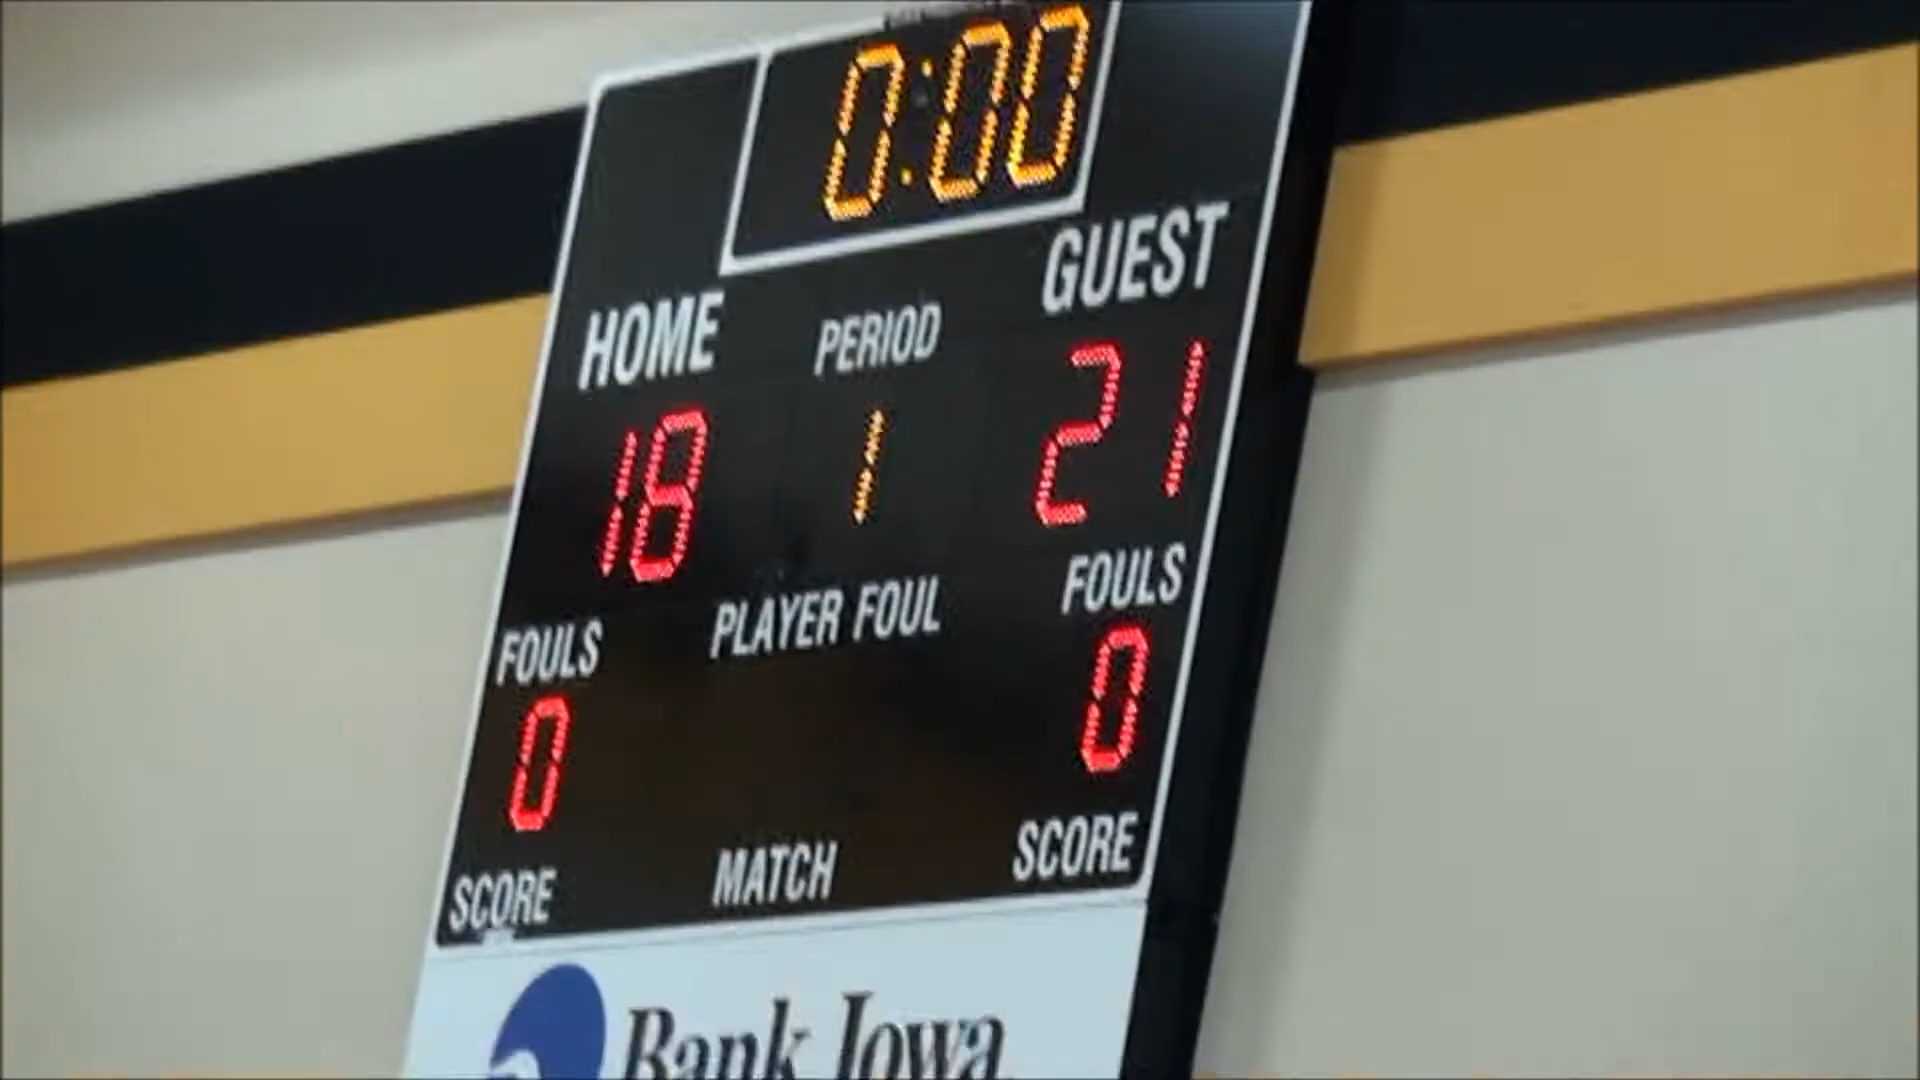 0:00
HOME PERIOD GUEST
18 1 21
FOULS PLAYER FOUL FOULS
0 0
SCORE MATCH SCORE
Bank Iowa